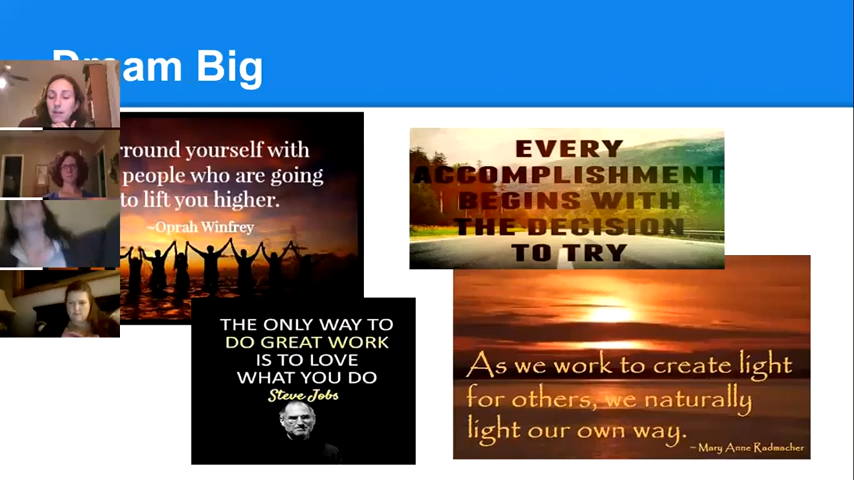 Dream Big
rround yourself with
people who are going
to lift you higher.
~Oprah Winfrey
EVERY
ACCOMPLISHMENT
BEGINS WITH
THE DECISION
TO TRY
THE ONLY WAY TO
DO GREAT WORK
IS TO LOVE
WHAT YOU DO
Steve Jobs
As we work to create light
for others, we naturally
light our own way.
~ Mary Anne Radmacher